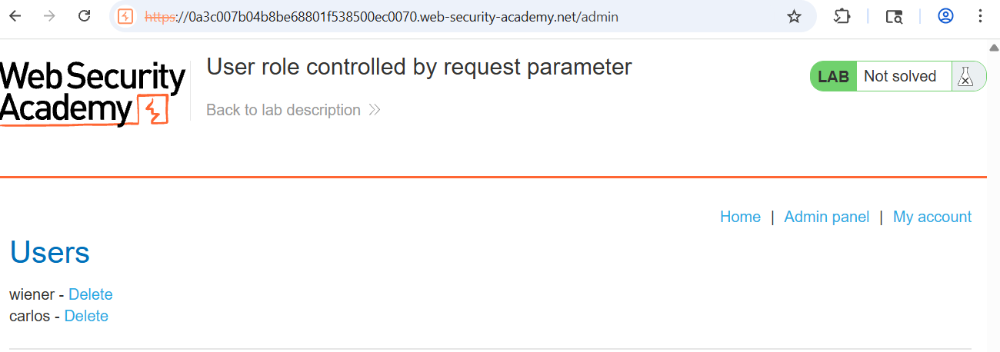 https://0a3c007b04b8be68801f538500ec0070.web-security-academy.net/admin
Web Security
Academy
User role controlled by request parameter
Back to lab description
LAB Not solved
Home | Admin panel | My account
Users
wiener - Delete
carlos - Delete